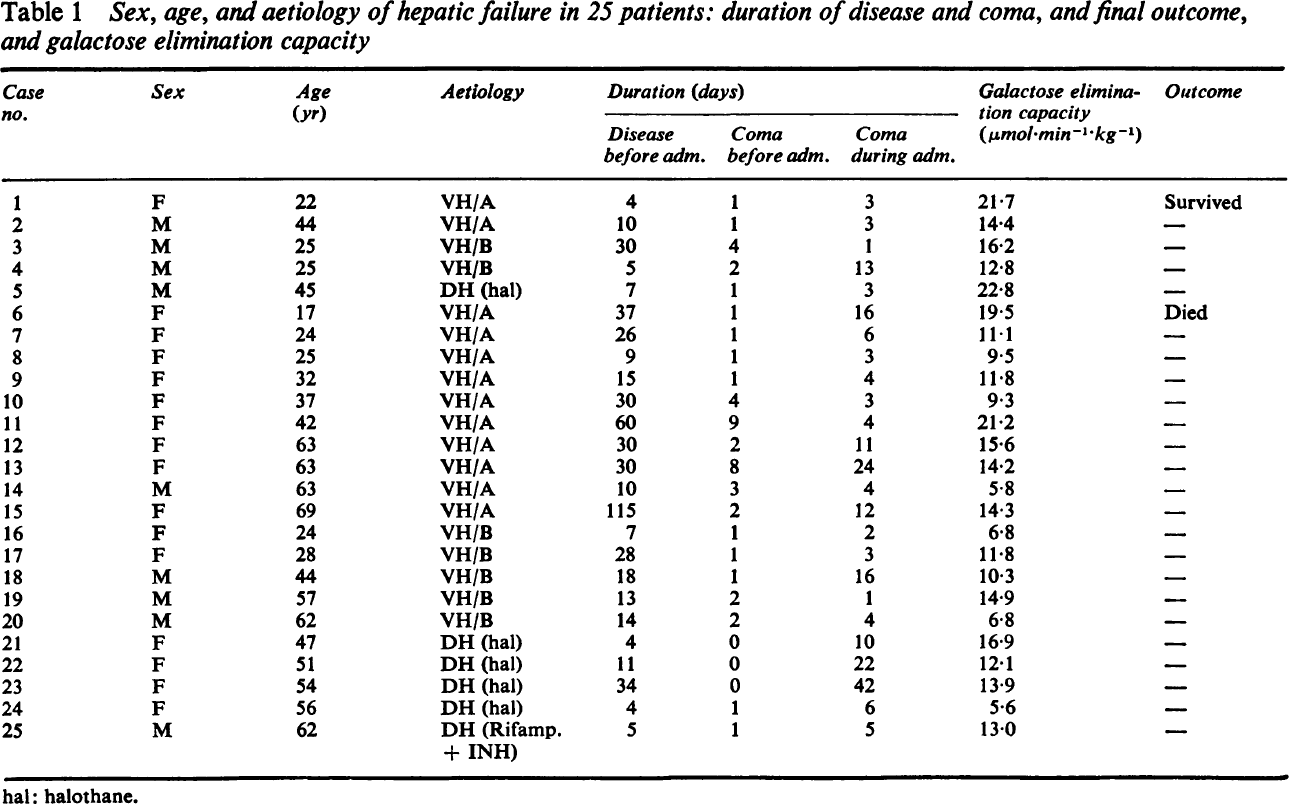 Table 1 Sex, age, and aetiology of hepatic failure in 25 patients: duration of disease and coma, and final outcome,
and galactose elimination capacity
Case no. Sex Age (yr) Aetiology Duration (days) Galactose elimina-tion capacity (μmol·min⁻¹·kg⁻¹) Outcome
Disease before adm. Coma before adm. Coma during adm.
1 F 22 VH/A 4 1 3 21·7 Survived
2 M 44 VH/A 10 1 3 14·4 —
3 M 25 VH/B 30 4 1 16·2 —
4 M 25 VH/B 5 2 13 12·8 —
5 M 45 DH (hal) 7 1 3 22·8 —
6 F 17 VH/A 37 1 16 19·5 Died
7 F 24 VH/A 26 1 6 11·1 —
8 F 25 VH/A 9 1 3 9·5 —
9 F 32 VH/A 15 1 4 11·8 —
10 F 37 VH/A 30 4 3 9·3 —
11 F 42 VH/A 60 9 4 21·2 —
12 F 63 VH/A 30 2 11 15·6 —
13 F 63 VH/A 30 8 24 14·2 —
14 M 63 VH/A 10 3 4 5·8 —
15 F 69 VH/A 115 2 12 14·3 —
16 F 24 VH/B 7 1 2 6·8 —
17 F 28 VH/B 28 1 3 11·8 —
18 M 44 VH/B 18 1 16 10·3 —
19 M 57 VH/B 13 2 1 14·9 —
20 M 62 VH/B 14 2 4 6·8 —
21 F 47 DH (hal) 4 0 10 16·9 —
22 F 51 DH (hal) 11 0 22 12·1 —
23 F 54 DH (hal) 34 0 42 13·9 —
24 F 56 DH (hal) 4 1 6 5·6 —
25 M 62 DH (Rifamp. 5 1 5 13·0 —
+ INH)
hal: halothane.